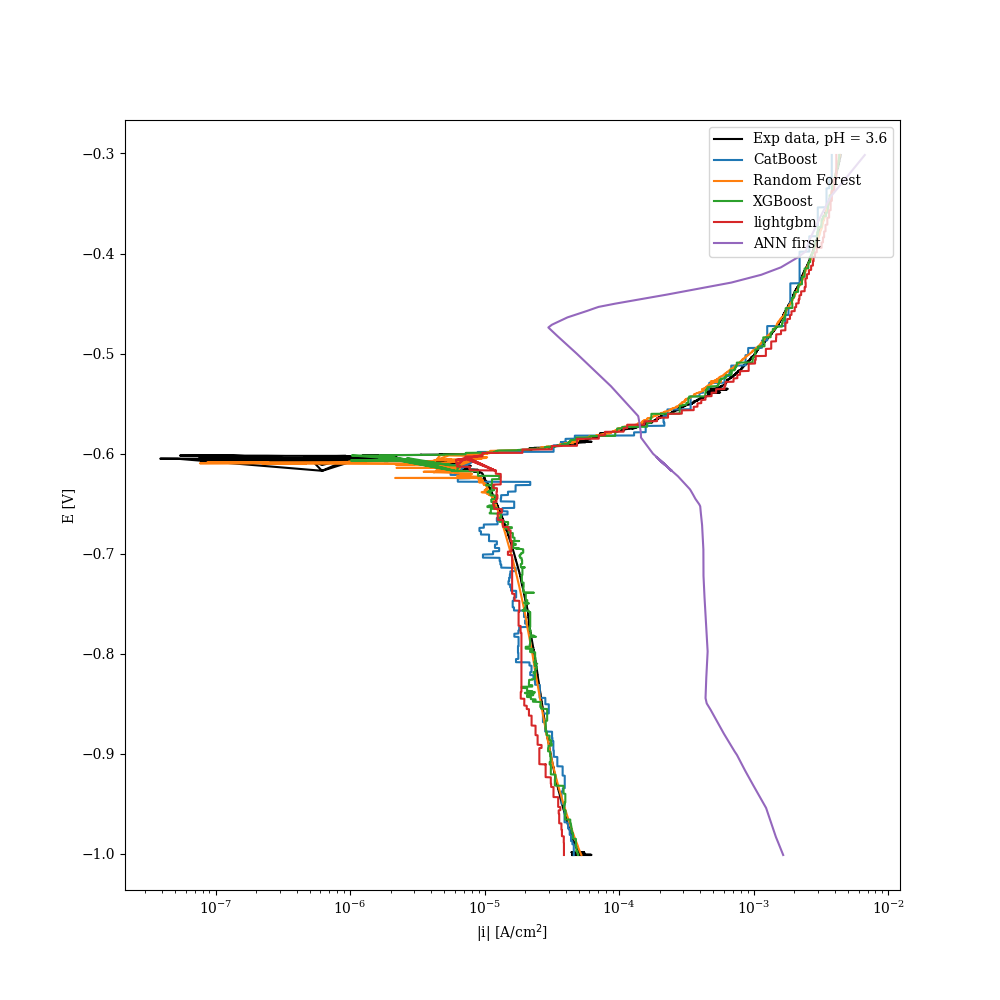 Exp data, pH = 3.6
CatBoost
Random Forest
XGBoost
lightgbm
ANN first
−0.3
−0.4
−0.5
−0.6
−0.7
−0.8
−0.9
−1.0
E [V]
10⁻⁷ 10⁻⁶ 10⁻⁵ 10⁻⁴ 10⁻³ 10⁻²
|i| [A/cm²]